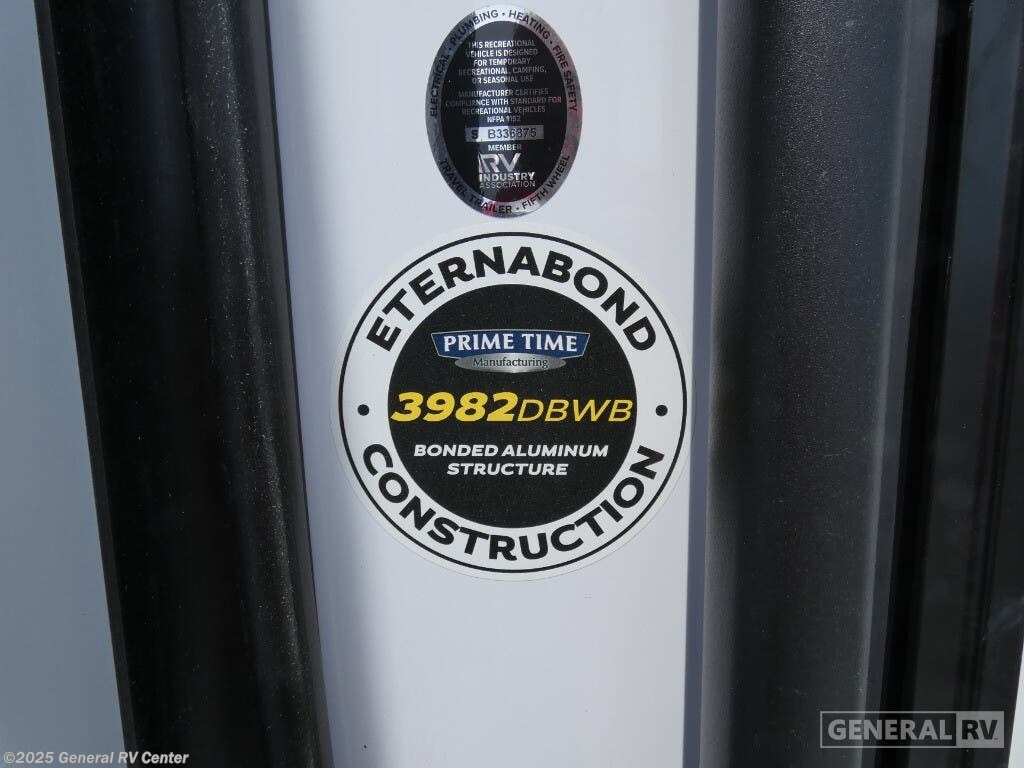 ELECTRICAL • PLUMBING • HEATING • FIRE SAFETY
THIS RECREATIONAL
VEHICLE IS DESIGNED
FOR TEMPORARY
RECREATIONAL, CAMPING,
OR SEASONAL USE
MANUFACTURER CERTIFIES
COMPLIANCE WITH STANDARD FOR
RECREATIONAL VEHICLES
NFPA 1192
B336875
MEMBER
RV
INDUSTRY
ASSOCIATION
TRAVEL TRAILER • FIFTH WHEEL
ETERNABOND
PRIME TIME
Manufacturing
3982DBWB
BONDED ALUMINUM
STRUCTURE
CONSTRUCTION
GENERAL RV
©2025 General RV Center